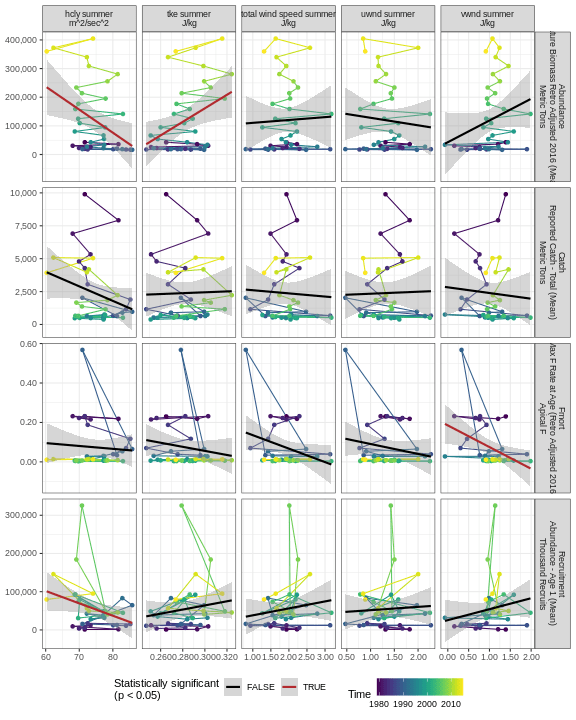 hcly summer
m^2/sec^2
tke summer
J/kg
total wind speed summer
J/kg
uwnd summer
J/kg
vwnd summer
J/kg
400,000
300,000
200,000
100,000
0
Abundance
ture Biomass Retro Adjusted 2016 (Mea
Metric Tons
10,000
7,500
5,000
2,500
0
Catch
Reported Catch - Total (Mean)
Metric Tons
0.60
0.40
0.20
0.00
Fmort
Max F Rate at Age (Retro Adjusted 2016
Apical F
300,000
200,000
100,000
0
Recruitment
Abundance - Age 1 (Mean)
Thousand Recruits
60 70 80
0.260 0.280 0.300 0.320
1.00 1.50 2.00 2.50 3.00
0.50 1.00 1.50 2.00
0.00 0.50 1.00 1.50 2.00
Statistically significant
(p < 0.05)
FALSE
TRUE
Time
1980 1990 2000 2010